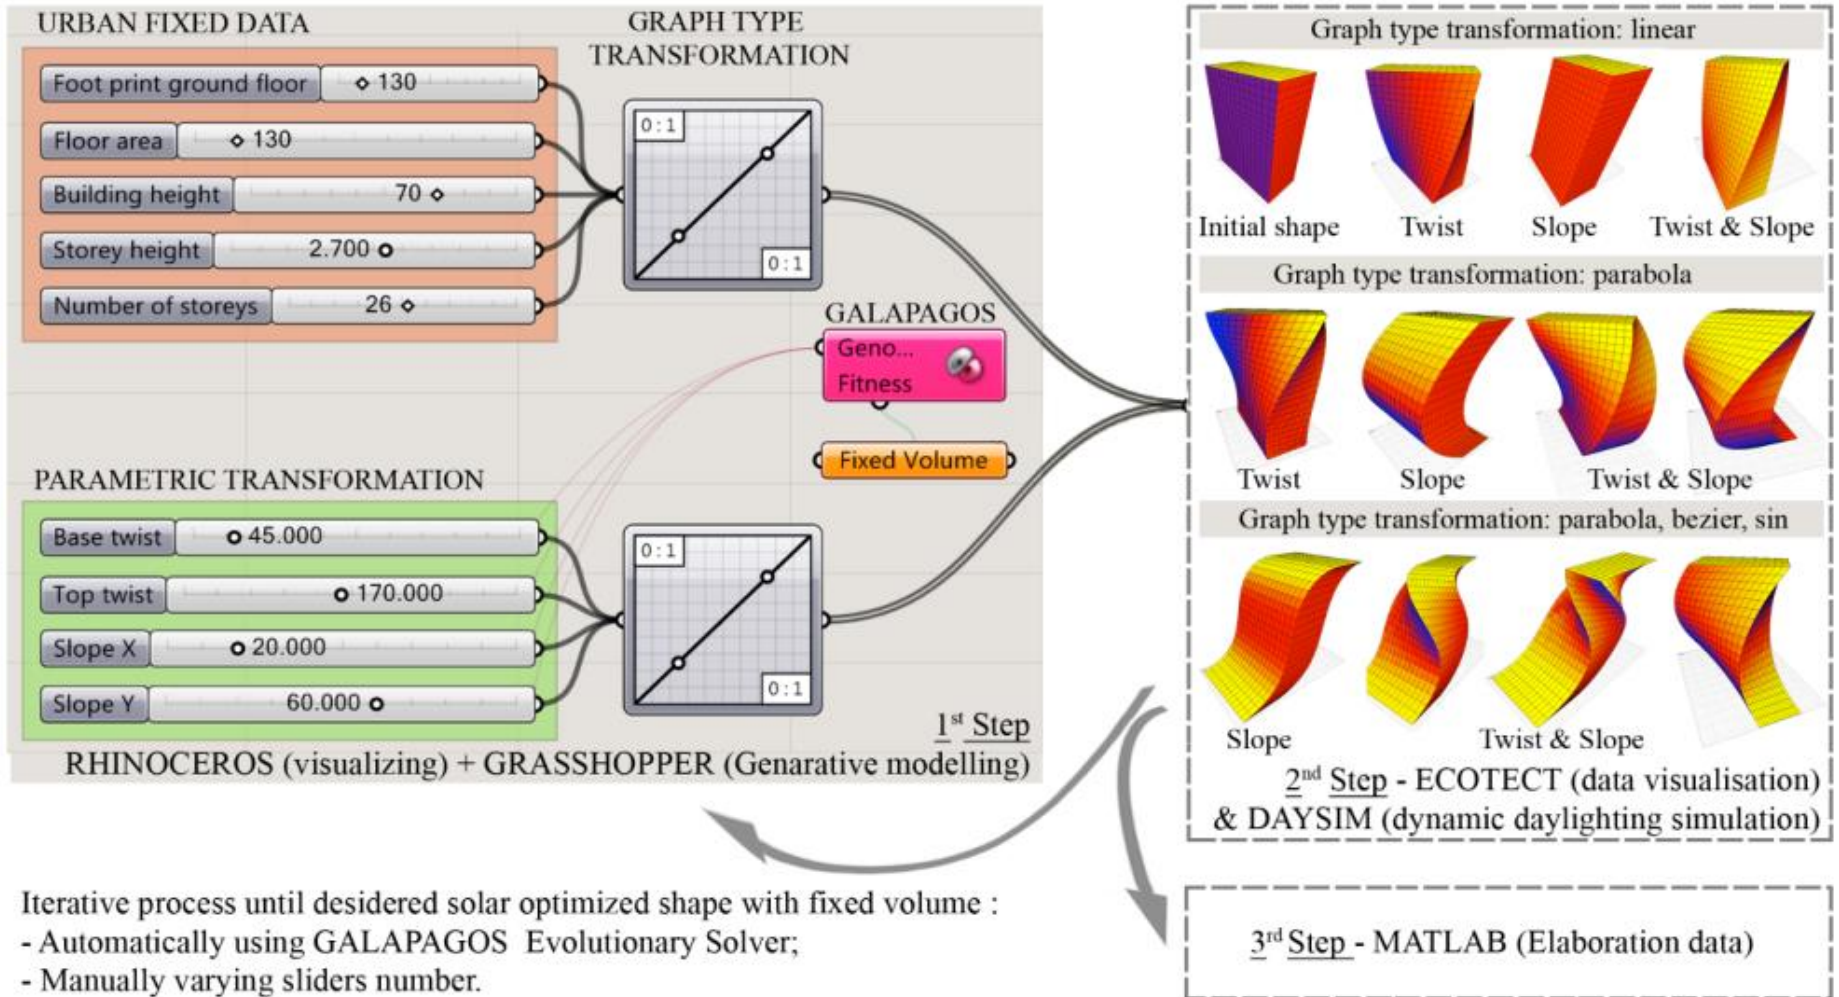 URBAN FIXED DATA
Foot print ground floor 130
Floor area 130
Building height 70
Storey height 2.700
Number of storeys 26
GRAPH TYPE
TRANSFORMATION
0:1
0:1
GALAPAGOS
Geno...
Fitness
Fixed Volume
PARAMETRIC TRANSFORMATION
Base twist 45.000
Top twist 170.000
Slope X 20.000
Slope Y 60.000
0:1
0:1
1st Step
RHINOCEROS (visualizing) + GRASSHOPPER (Genarative modelling)
Graph type transformation: linear
Initial shape Twist Slope Twist & Slope
Graph type transformation: parabola
Twist Slope Twist & Slope
Graph type transformation: parabola, bezier, sin
Slope Twist & Slope
2nd Step - ECOTECT (data visualisation)
& DAYSIM (dynamic daylighting simulation)
Iterative process until desidered solar optimized shape with fixed volume :
- Automatically using GALAPAGOS Evolutionary Solver;
- Manually varying sliders number.
3rd Step - MATLAB (Elaboration data)